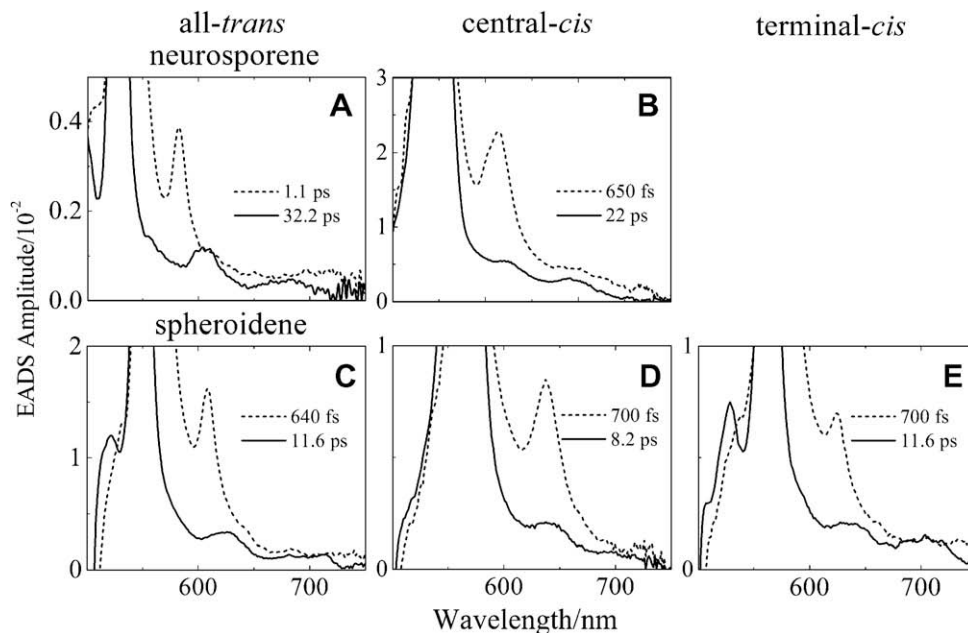 all-trans
neurosporene
central-cis
terminal-cis
EADS Amplitude/10⁻²
0.4
0.2
0.0
A
1.1 ps
32.2 ps
3
2
1
0
B
650 fs
22 ps
spheroidene
2
1
0
600
700
C
640 fs
11.6 ps
1
0
600
700
D
700 fs
8.2 ps
1
0
600
700
E
700 fs
11.6 ps
Wavelength/nm